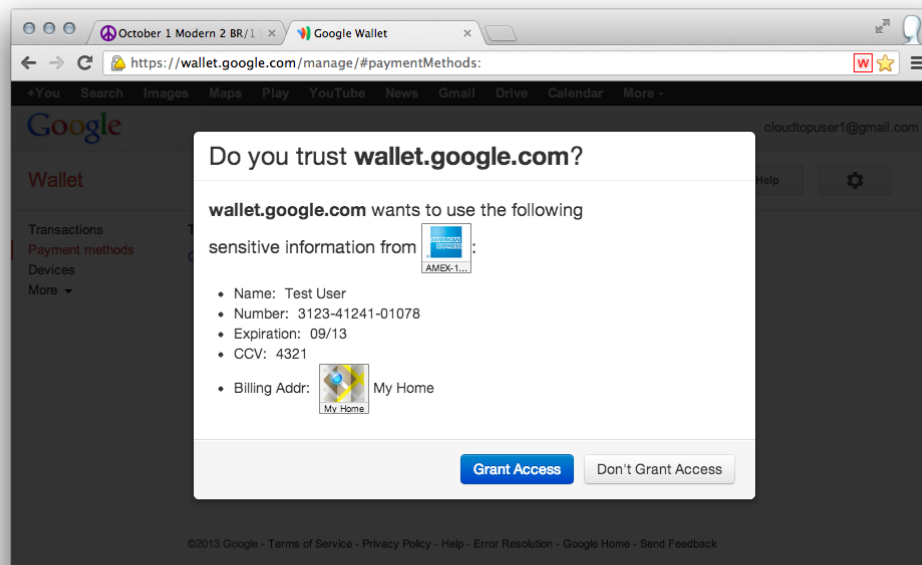 October 1 Modern 2 BR/1
Google Wallet
https://wallet.google.com/manage/#paymentMethods:
W
+You Search Images Maps Play YouTube News Gmail Drive Calendar More
Google
cloudtopuser1@gmail.com
Wallet
Help
Transactions
Payment methods
Devices
More
Do you trust wallet.google.com?
wallet.google.com wants to use the following
sensitive information from
:
AMERICAN
EXPRESS
AMEX-1...
• Name: Test User
• Number: 3123-41241-01078
• Expiration: 09/13
• CCV: 4321
• Billing Addr: My Home
My Home
Grant Access Don't Grant Access
©2013 Google - Terms of Service - Privacy Policy - Help - Error Resolution - Google Home - Send Feedback